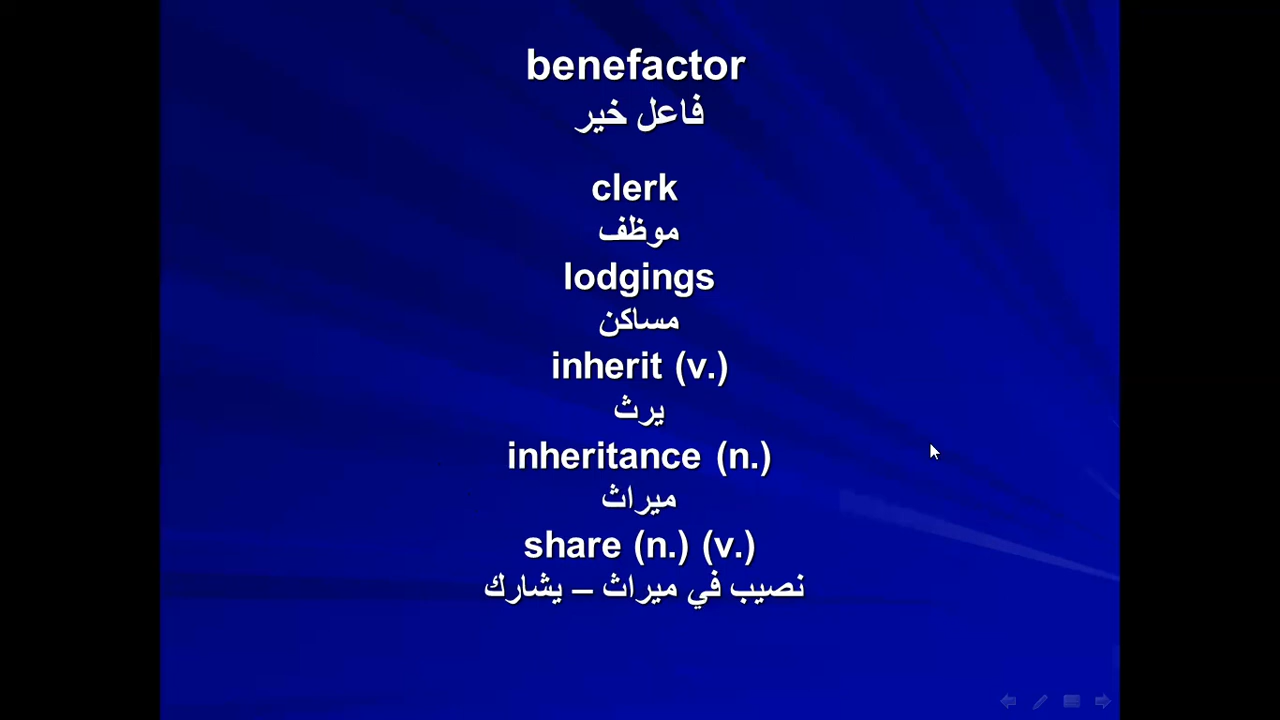 benefactor
فاعل خير
clerk
موظف
lodgings
مساكن
inherit (v.)
يرث
inheritance (n.)
ميراث
share (n.) (v.)
نصيب في ميراث – يشارك